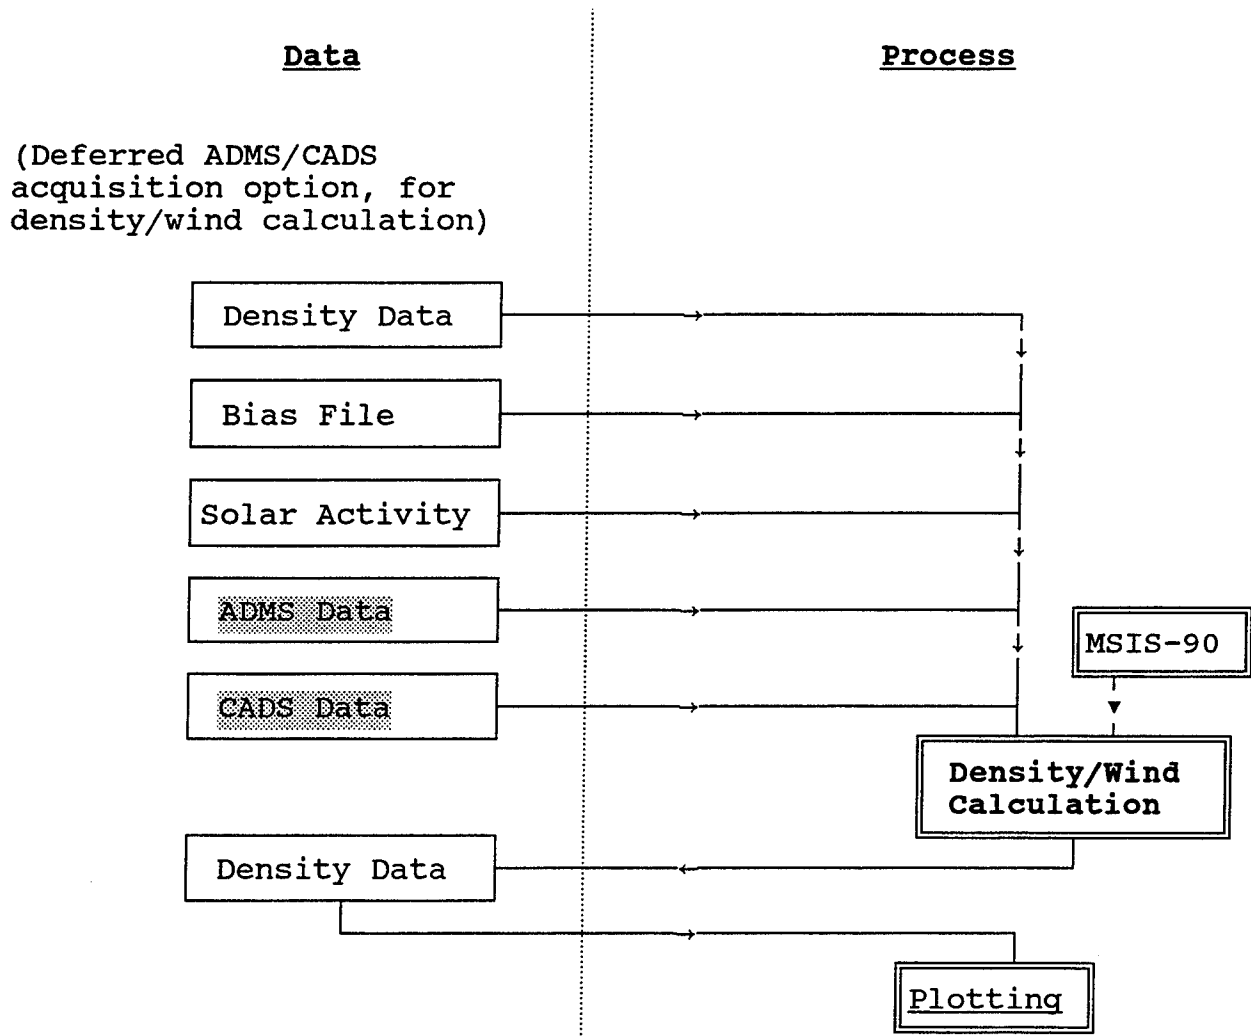 Data
Process
(Deferred ADMS/CADS
acquisition option, for
density/wind calculation)
Density Data
Bias File
Solar Activity
ADMS Data
MSIS-90
CADS Data
Density/Wind
Calculation
Density Data
Plotting